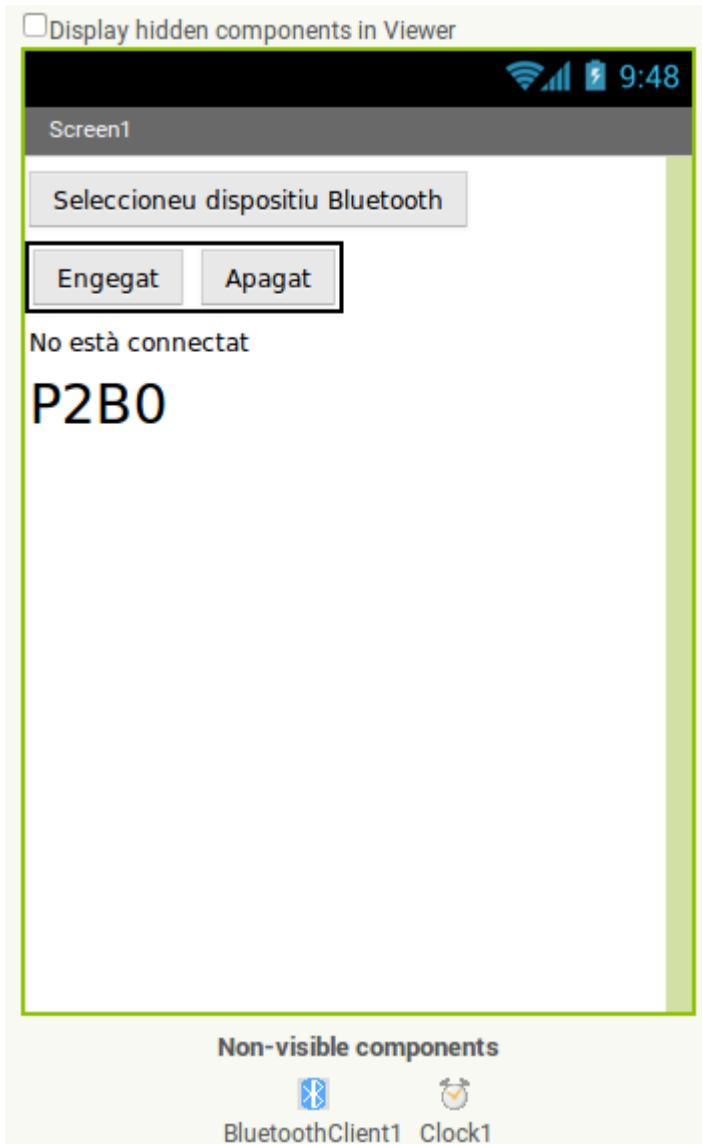 Display hidden components in Viewer
9:48
Screen1
Seleccioneu dispositiu Bluetooth
Engegat Apagat
No està connectat
P2B0
Non-visible components
BluetoothClient1 Clock1